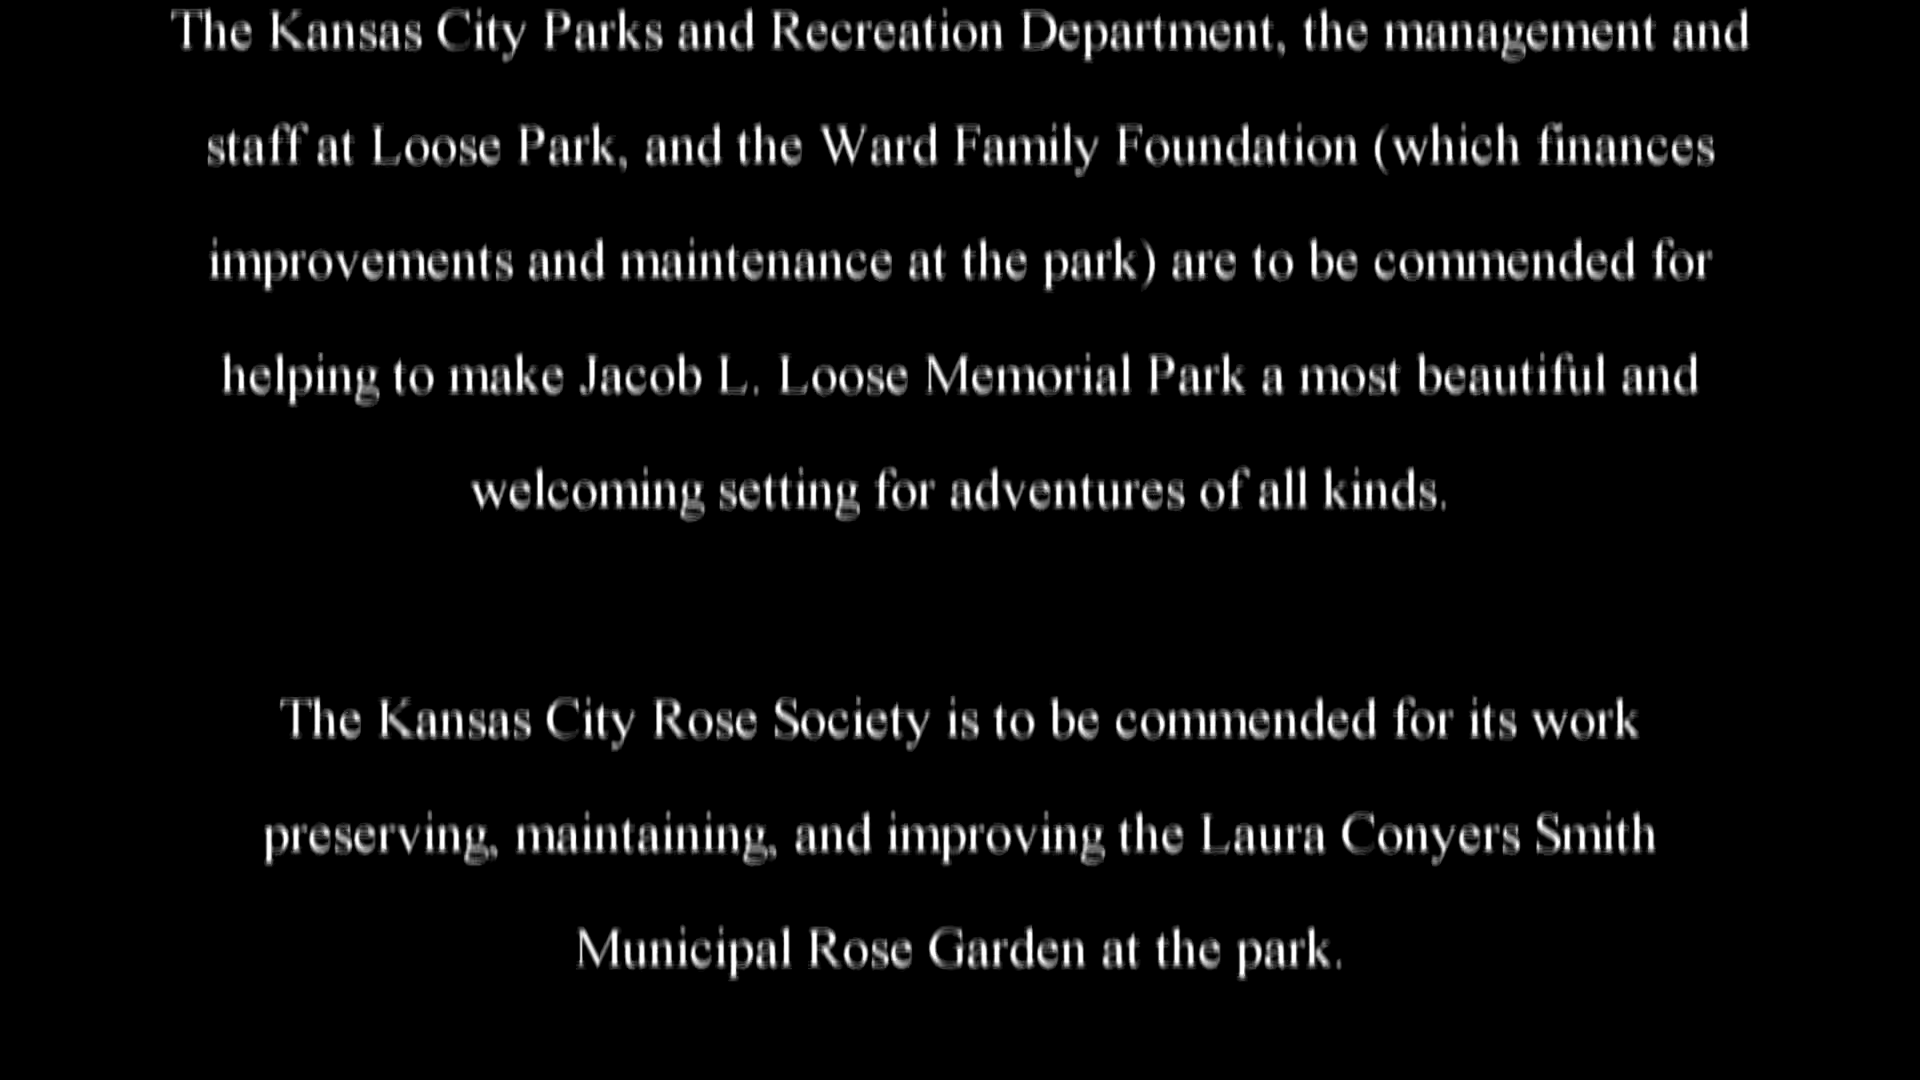 The Kansas City Parks and Recreation Department, the management and
staff at Loose Park, and the Ward Family Foundation (which finances
improvements and maintenance at the park) are to be commended for
helping to make Jacob L. Loose Memorial Park a most beautiful and
welcoming setting for adventures of all kinds.
The Kansas City Rose Society is to be commended for its work
preserving, maintaining, and improving the Laura Conyers Smith
Municipal Rose Garden at the park.